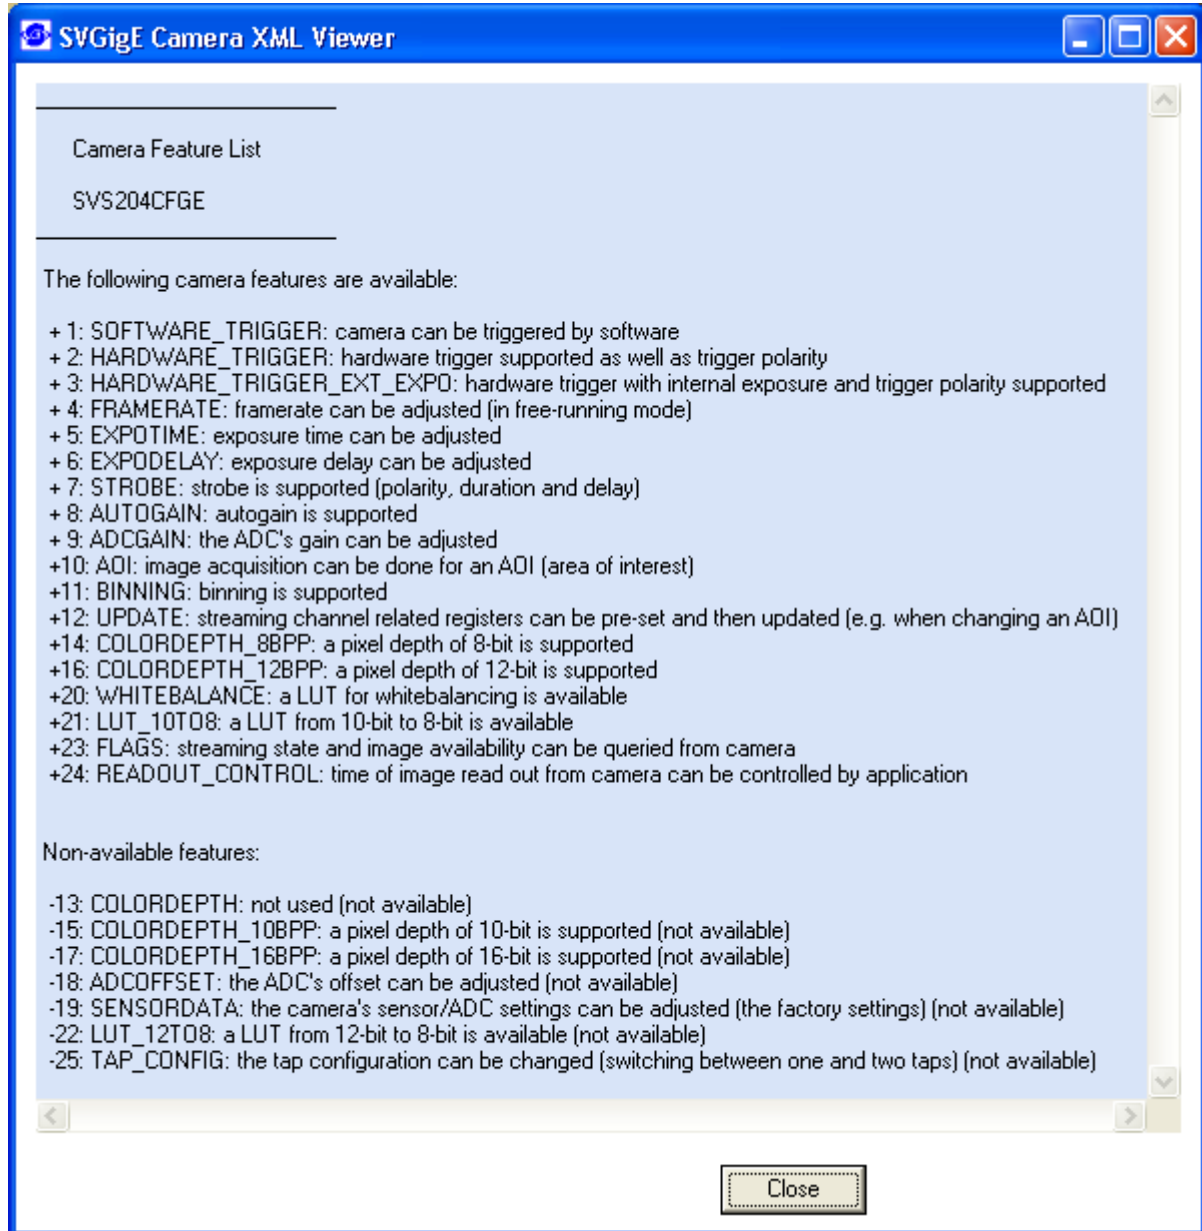 SVGigE Camera XML Viewer
Camera Feature List
SVS204CFGE
The following camera features are available:
+ 1: SOFTWARE_TRIGGER: camera can be triggered by software
+ 2: HARDWARE_TRIGGER: hardware trigger supported as well as trigger polarity
+ 3: HARDWARE_TRIGGER_EXT_EXPO: hardware trigger with internal exposure and trigger polarity supported
+ 4: FRAMERATE: framerate can be adjusted (in free-running mode)
+ 5: EXPOTIME: exposure time can be adjusted
+ 6: EXPODELAY: exposure delay can be adjusted
+ 7: STROBE: strobe is supported (polarity, duration and delay)
+ 8: AUTOGAIN: autogain is supported
+ 9: ADCGAIN: the ADC's gain can be adjusted
+10: AOI: image acquisition can be done for an AOI (area of interest)
+11: BINNING: binning is supported
+12: UPDATE: streaming channel related registers can be pre-set and then updated (e.g. when changing an AOI)
+14: COLORDEPTH_8BPP: a pixel depth of 8-bit is supported
+16: COLORDEPTH_12BPP: a pixel depth of 12-bit is supported
+20: WHITEBALANCE: a LUT for whitebalancing is available
+21: LUT_10TO8: a LUT from 10-bit to 8-bit is available
+23: FLAGS: streaming state and image availability can be queried from camera
+24: READOUT_CONTROL: time of image read out from camera can be controlled by application
Non-available features:
-13: COLORDEPTH: not used (not available)
-15: COLORDEPTH_10BPP: a pixel depth of 10-bit is supported (not available)
-17: COLORDEPTH_16BPP: a pixel depth of 16-bit is supported (not available)
-18: ADCOFFSET: the ADC's offset can be adjusted (not available)
-19: SENSORDATA: the camera's sensor/ADC settings can be adjusted (the factory settings) (not available)
-22: LUT_12TO8: a LUT from 12-bit to 8-bit is available (not available)
-25: TAP_CONFIG: the tap configuration can be changed (switching between one and two taps) (not available)
Close